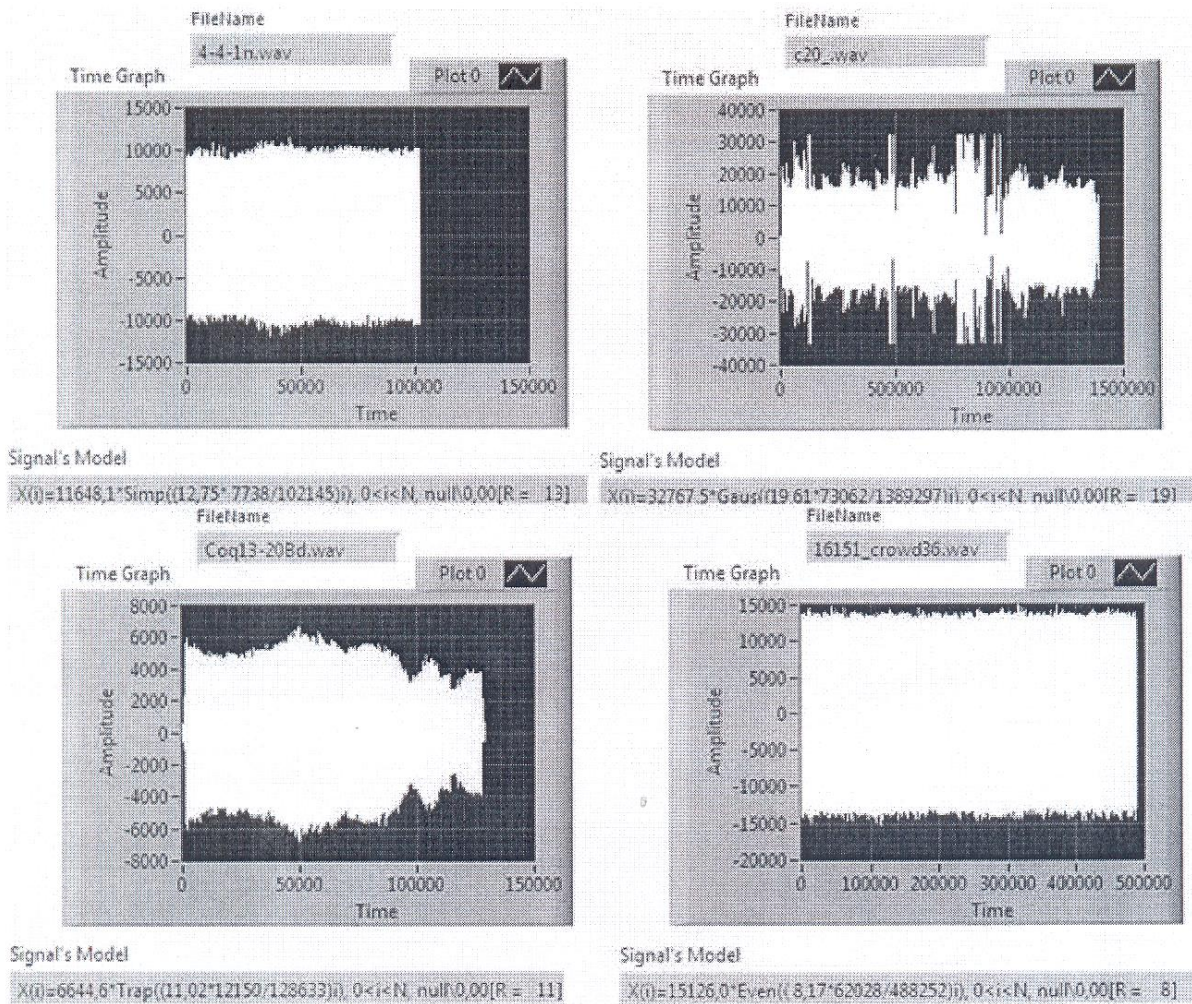 FileName
4-4-1n.wav
Time Graph
Plot 0
15000
10000
5000
0
-5000
-10000
-15000
Amplitude
0
50000
100000
150000
Time
Signal's Model
X(i)=11648,1*Simp((12,75* 7738/102145)i), 0<i<N, null\0,00[R = 13]
FileName
c20_.wav
Time Graph
Plot 0
40000
30000
20000
10000
0
-10000
-20000
-30000
-40000
Amplitude
0
500000
1000000
1500000
Time
Signal's Model
X(i)=32767.5*Gaus((19.61*73062/1389297)i), 0<i<N, null\0,00[R = 19]
FileName
Coq13-20Bd.wav
Time Graph
Plot 0
8000
6000
4000
2000
0
-2000
-4000
-6000
-8000
Amplitude
0
50000
100000
150000
Time
Signal's Model
X(i)=6644,6*Trap((11,02*12150/128633)i), 0<i<N, null\0,00[R = 11]
FileName
16151_crowd36.wav
Time Graph
Plot 0
15000
10000
5000
0
-5000
-10000
-15000
-20000
Amplitude
0
100000
200000
300000
400000
500000
Time
Signal's Model
X(i)=15126,0*Even(( 8,17*62028/488252)i), 0<i<N, null\0,00[R = 8]